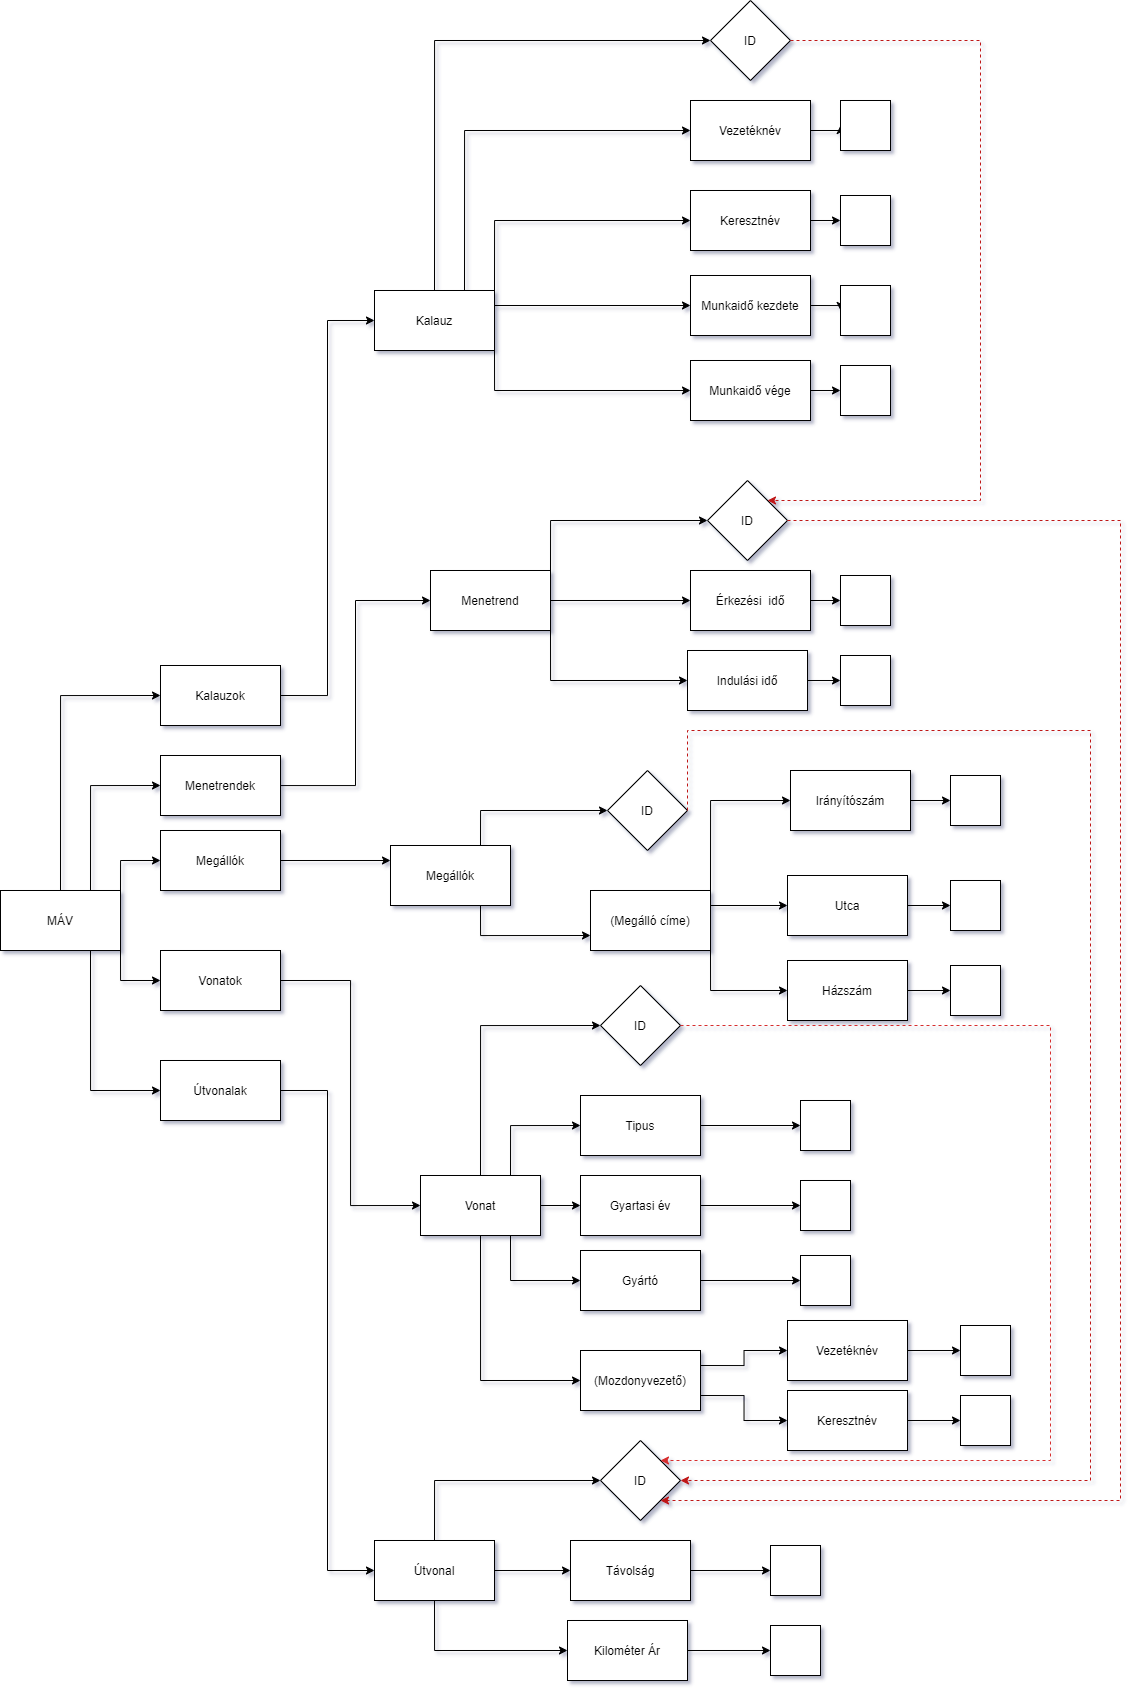 ID
Vezetéknév
Keresztnév
Munkaidő kezdete
Kalauz
Munkaidő vége
ID
Menetrend
Érkezési idő
Indulási idő
Kalauzok
Menetrendek
ID
Irányítószám
Megállók
Megállók
Utca
MÁV
(Megálló címe)
Vonatok
Házszám
ID
Útvonalak
Tipus
Vonat
Gyartasi év
Gyártó
Vezetéknév
(Mozdonyvezető)
Keresztnév
ID
Útvonal
Távolság
Kilométer Ár